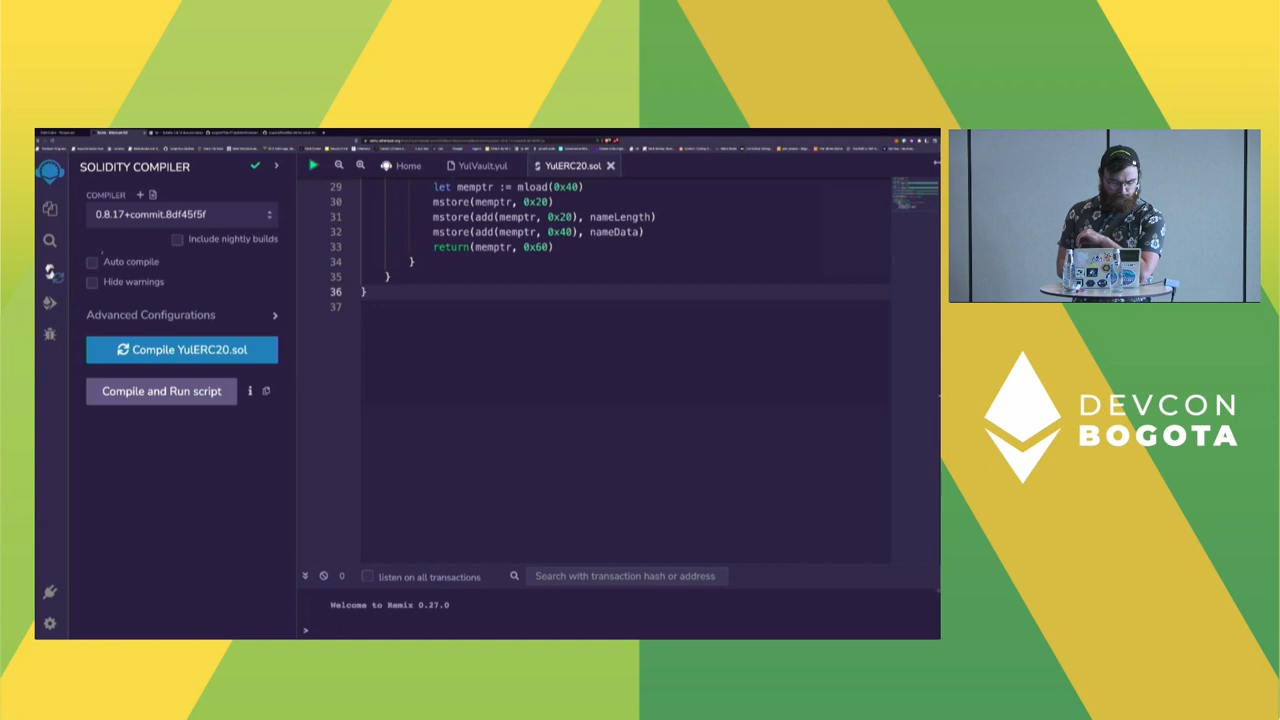 SOLIDITY COMPILER
COMPILER
0.8.17+commit.8df45f5f
Include nightly builds
Auto compile
Hide warnings
Advanced Configurations
Compile YulERC20.sol
Compile and Run script
Home
YulVault.yul
YulERC20.sol
29 let memptr := mload(0x40)
30 mstore(memptr, 0x20)
31 mstore(add(memptr, 0x20), nameLength)
32 mstore(add(memptr, 0x40), nameData)
33 return(memptr, 0x60)
34 }
35 }
36 }
37
0
listen on all transactions
Search with transaction hash or address
Welcome to Remix 0.27.0
>
DEVCON
BOGOTA